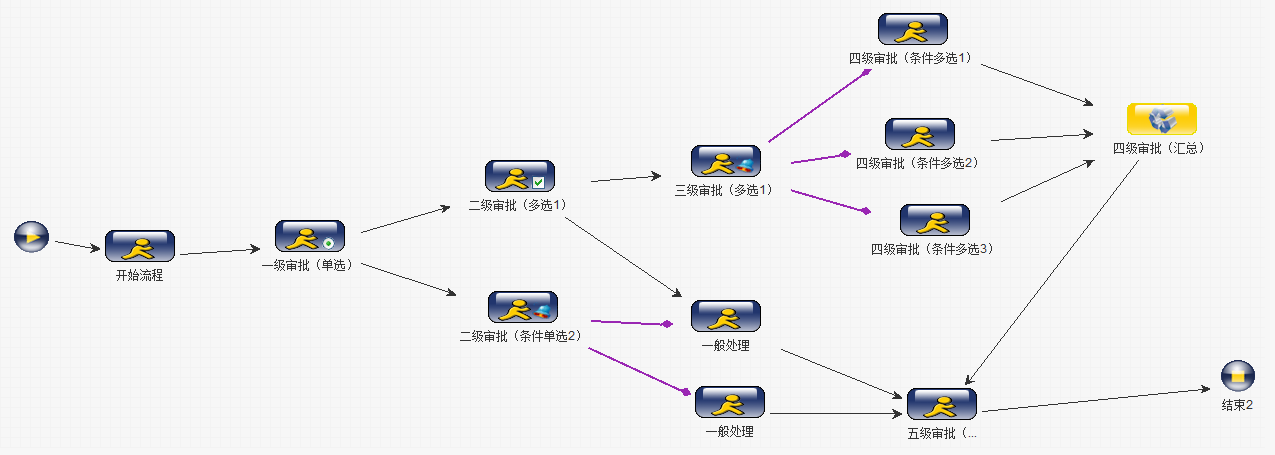 四级审批（条件多选1）
四级审批（汇总）
四级审批（条件多选2）
三级审批（多选1）
二级审批（多选1）
四级审批（条件多选3）
一级审批（单选）
开始流程
二级审批（条件单选2）
一般处理
结束2
一般处理
五级审批（...